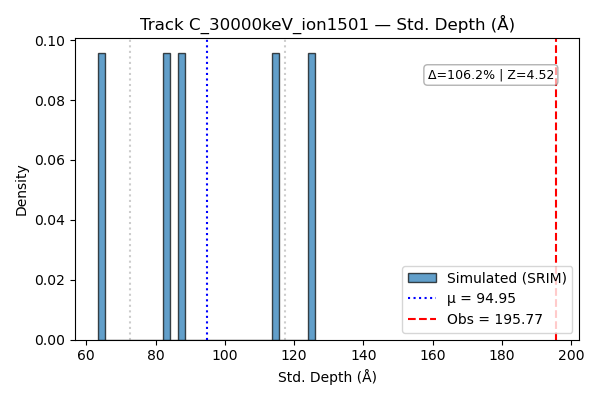 Track C_30000keV_ion1501 — Std. Depth (Å)
0.10
0.08
0.06
0.04
0.02
0.00
Density
Δ=106.2% | Z=4.52
Simulated (SRIM)
μ = 94.95
Obs = 195.77
60 80 100 120 140 160 180 200
Std. Depth (Å)